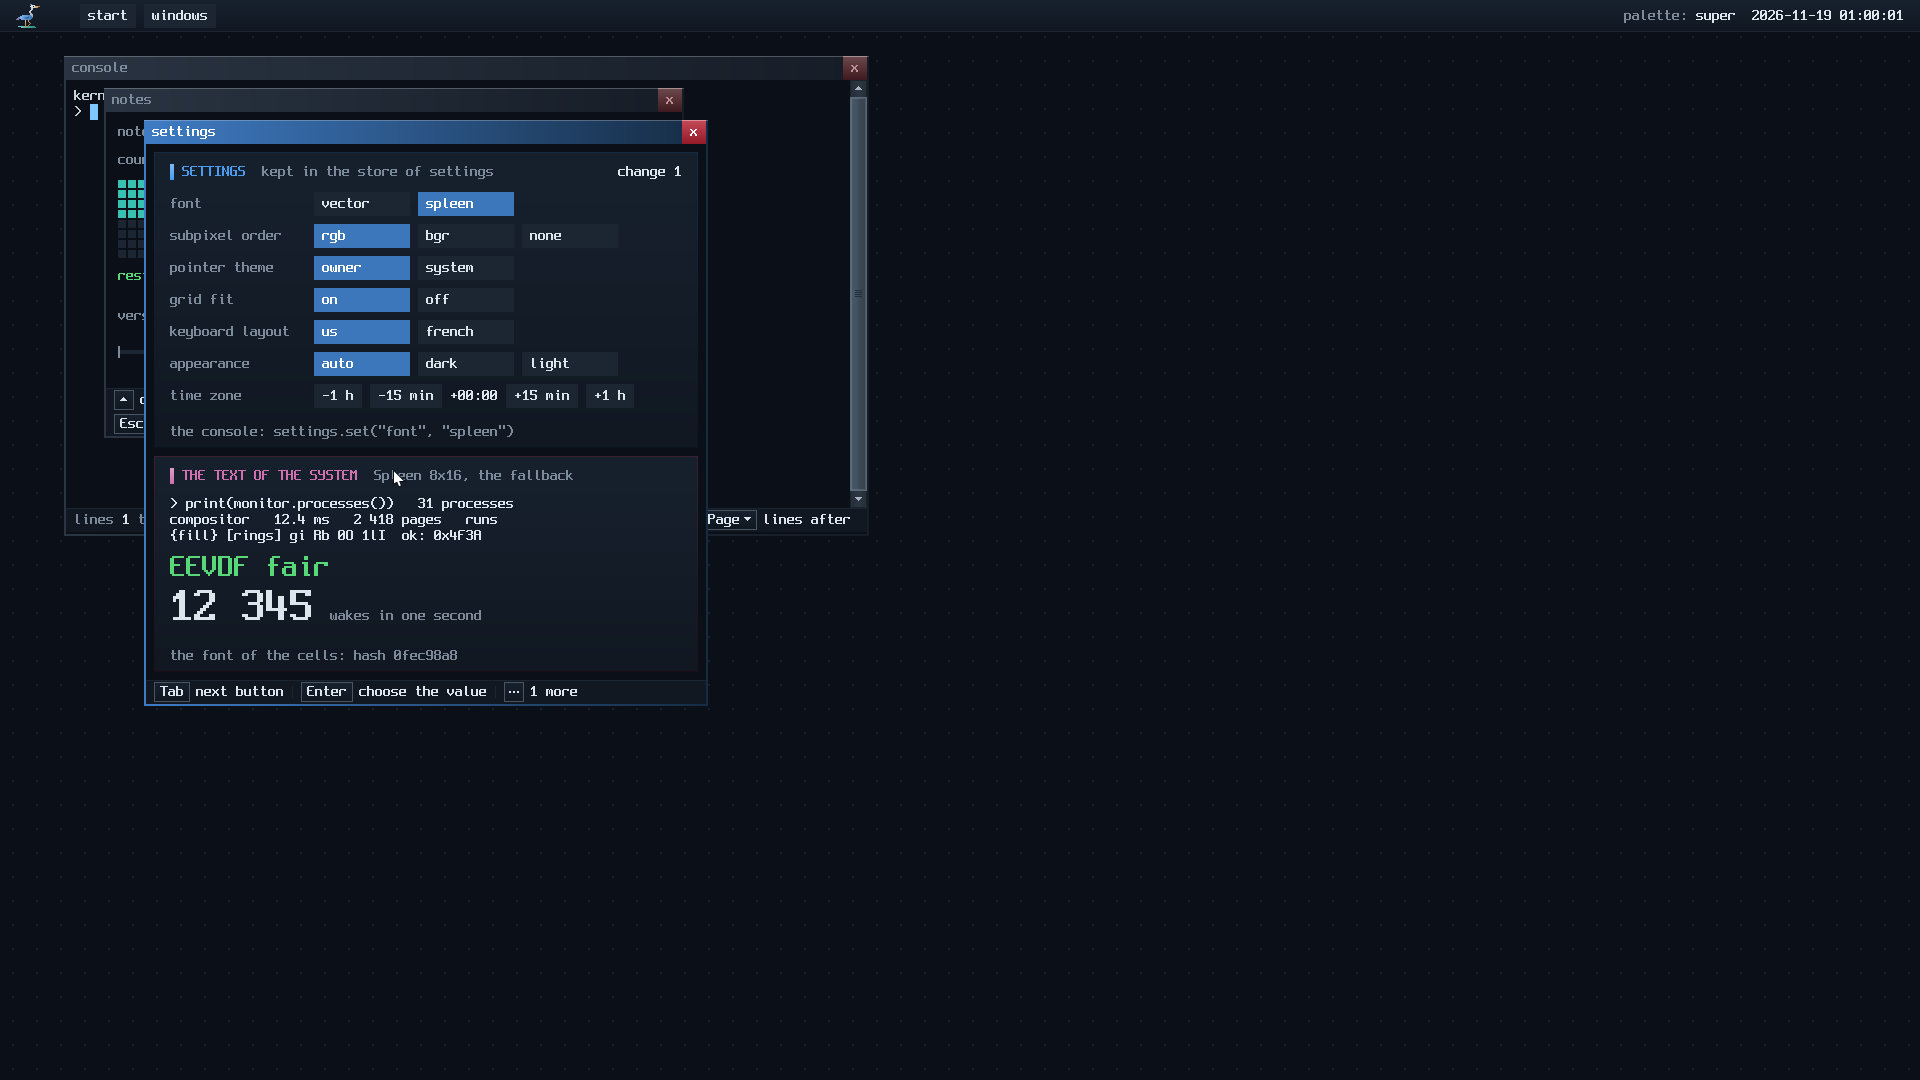 start windows palette: super 2026-11-19 01:00:01
console
kern
>
notes
note
cour
res
vers
Esc
lines 1 t
Page lines after
settings
SETTINGS kept in the store of settings change 1
font vector spleen
subpixel order rgb bgr none
pointer theme owner system
grid fit on off
keyboard layout us french
appearance auto dark light
time zone -1 h -15 min +00:00 +15 min +1 h
the console: settings.set("font", "spleen")
THE TEXT OF THE SYSTEM Spleen 8x16, the fallback
> print(monitor.processes()) 31 processes
compositor 12.4 ms 2 418 pages runs
{fill} [rings] gi Rb 0O 1lI ok: 0x4F3A
EEVDF fair
12 345 wakes in one second
the font of the cells: hash 0fec98a8
Tab next button Enter choose the value ... 1 more